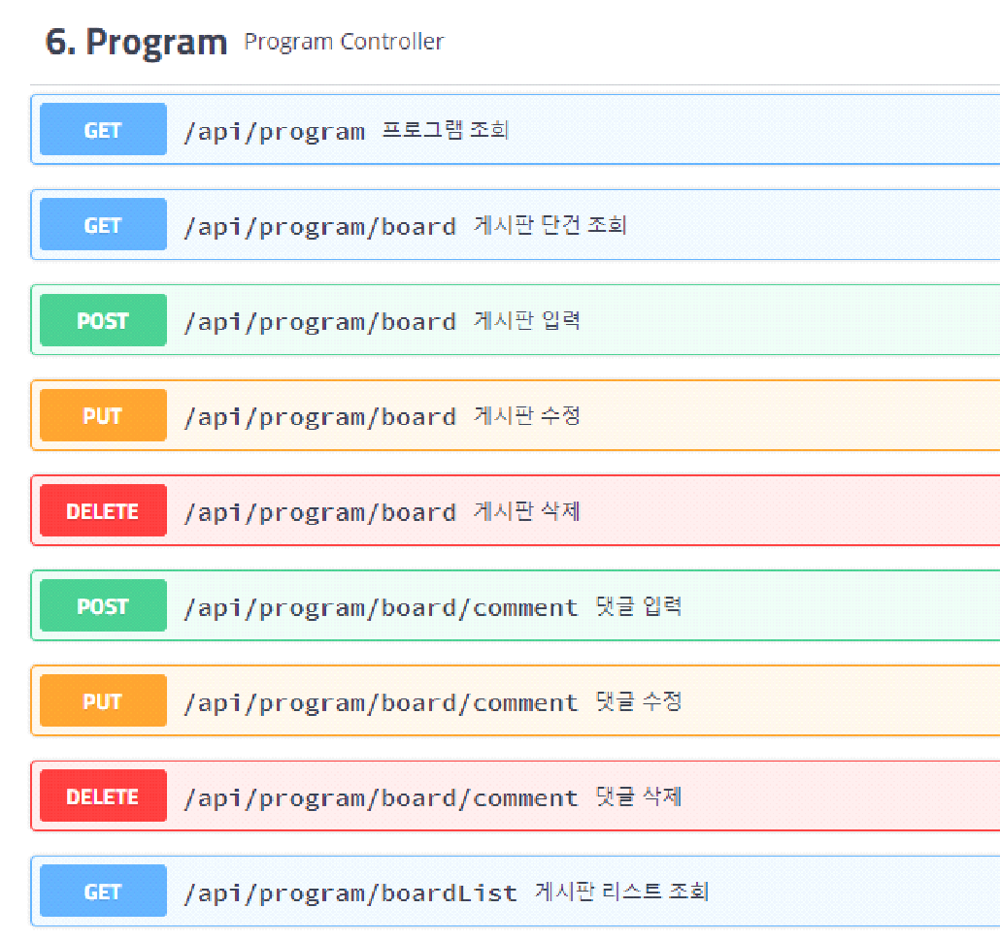 6. Program Program Controller
GET /api/program 프로그램 조회
GET /api/program/board 게시판 단건 조회
POST /api/program/board 게시판 입력
PUT /api/program/board 게시판 수정
DELETE /api/program/board 게시판 삭제
POST /api/program/board/comment 댓글 입력
PUT /api/program/board/comment 댓글 수정
DELETE /api/program/board/comment 댓글 삭제
GET /api/program/boardList 게시판 리스트 조회